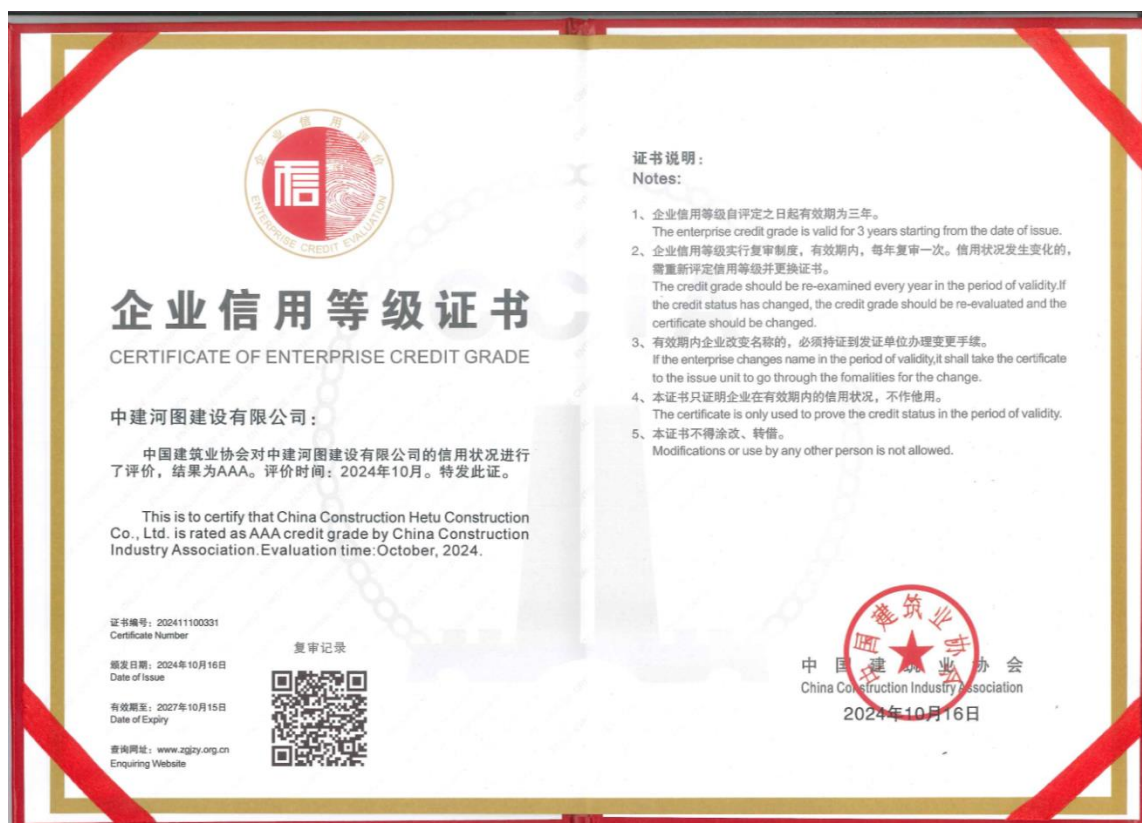 企业信用评价
ENTERPRISE CREDIT EVALUATION
信
企业信用等级证书
CERTIFICATE OF ENTERPRISE CREDIT GRADE
中建河图建设有限公司：
中国建筑业协会对中建河图建设有限公司的信用状况进行
了评价，结果为AAA。评价时间：2024年10月。特发此证。
This is to certify that China Construction Hetu Construction
Co., Ltd. is rated as AAA credit grade by China Construction
Industry Association.Evaluation time:October, 2024.
证书编号：202411100331
Certificate Number
颁发日期：2024年10月16日
Date of Issue
有效期至：2027年10月15日
Date of Expiry
查询网址：www.zgjzy.org.cn
Enquiring Website
复审记录
证书说明：
Notes:
1、企业信用等级自评定之日起有效期为三年。
The enterprise credit grade is valid for 3 years starting from the date of issue.
2、企业信用等级实行复审制度，有效期内，每年复审一次。信用状况发生变化的，
需重新评定信用等级并更换证书。
The credit grade should be re-examined every year in the period of validity.If
the credit status has changed, the credit grade should be re-evaluated and the
certificate should be changed.
3、有效期内企业改变名称的，必须持证到发证单位办理变更手续。
If the enterprise changes name in the period of validity,it shall take the certificate
to the issue unit to go through the fomalities for the change.
4、本证书只证明企业在有效期内的信用状况，不作他用。
The certificate is only used to prove the credit status in the period of validity.
5、本证书不得涂改、转借。
Modifications or use by any other person is not allowed.
中国建筑业协会
中国建筑业协会
China Construction Industry Association
2024年10月16日